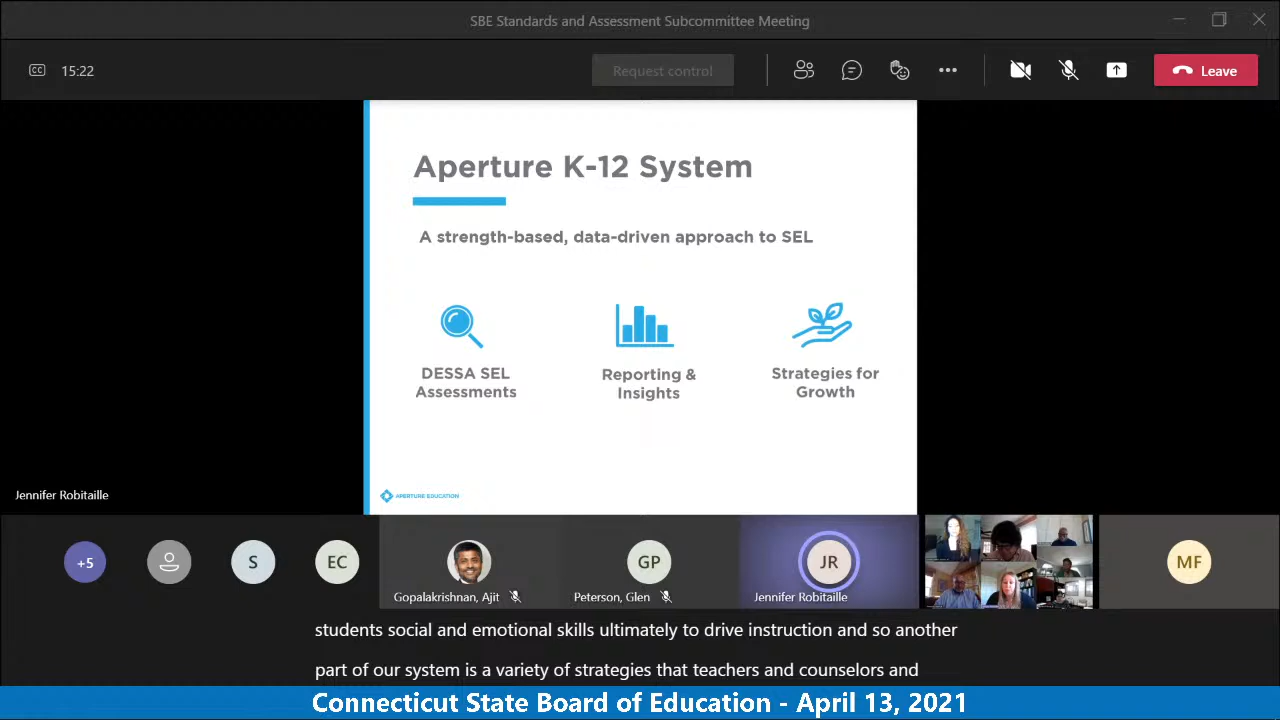 SBE Standards and Assessment Subcommittee Meeting
CC
15:22
Request control
Leave
Aperture K-12 System
A strength-based, data-driven approach to SEL
DESSA SEL
Assessments
Reporting &
Insights
Strategies for
Growth
APERTURE EDUCATION
Jennifer Robitaille
+5
S
EC
Gopalakrishnan, Ajit
GP
Peterson, Glen
JR
Jennifer Robitaille
MF
students social and emotional skills ultimately to drive instruction and so another
part of our system is a variety of strategies that teachers and counselors and
Connecticut State Board of Education - April 13, 2021